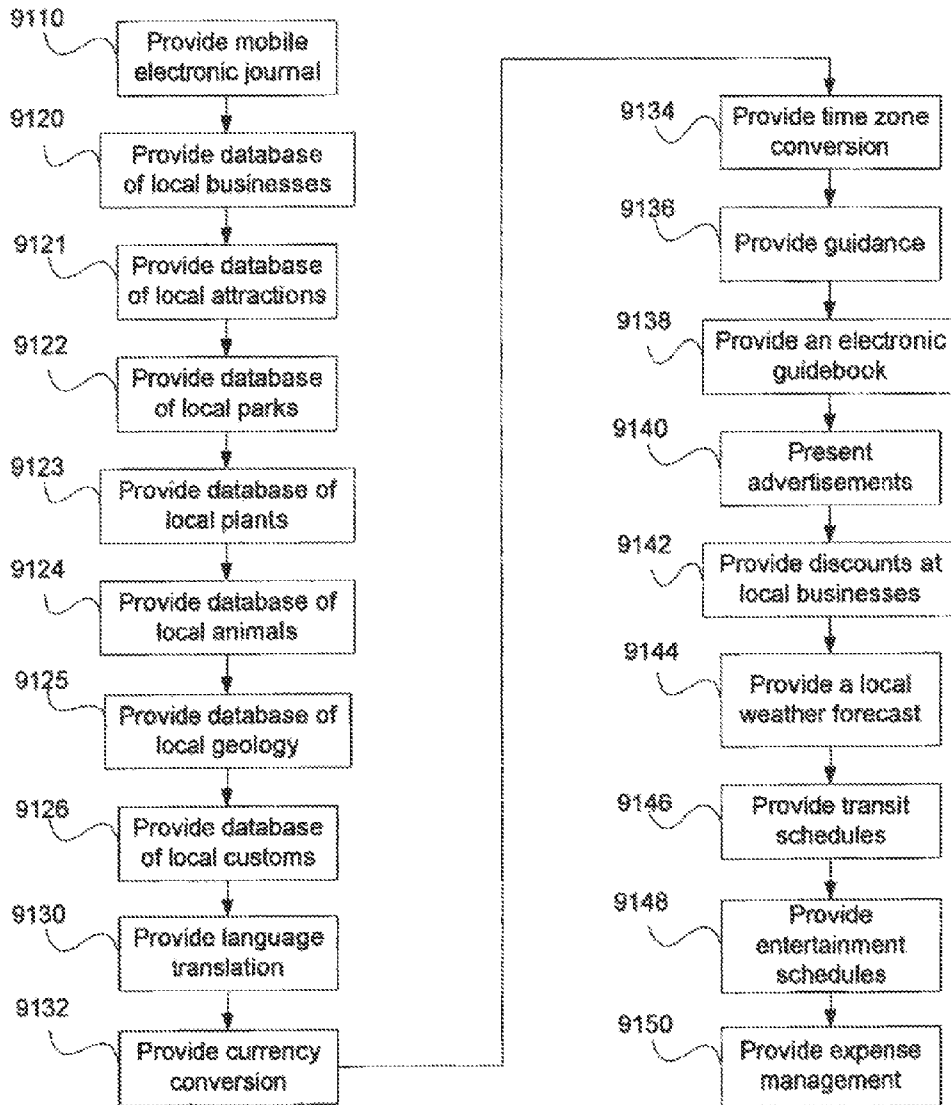 9110
Provide mobile
electronic journal
9120
Provide database
of local businesses
9121
Provide database
of local attractions
9122
Provide database
of local parks
9123
Provide database of
local plants
9124
Provide database of
local animals
9125
Provide database of
local geology
9126
Provide database
of local customs
9130
Provide language
translation
9132
Provide currency
conversion
9134
Provide time zone
conversion
9136
Provide guidance
9138
Provide an electronic
guidebook
9140
Present
advertisements
9142
Provide discounts at
local businesses
9144
Provide a local
weather forecast
9146
Provide transit
schedules
9148
Provide
entertainment
schedules
9150
Provide expense
management